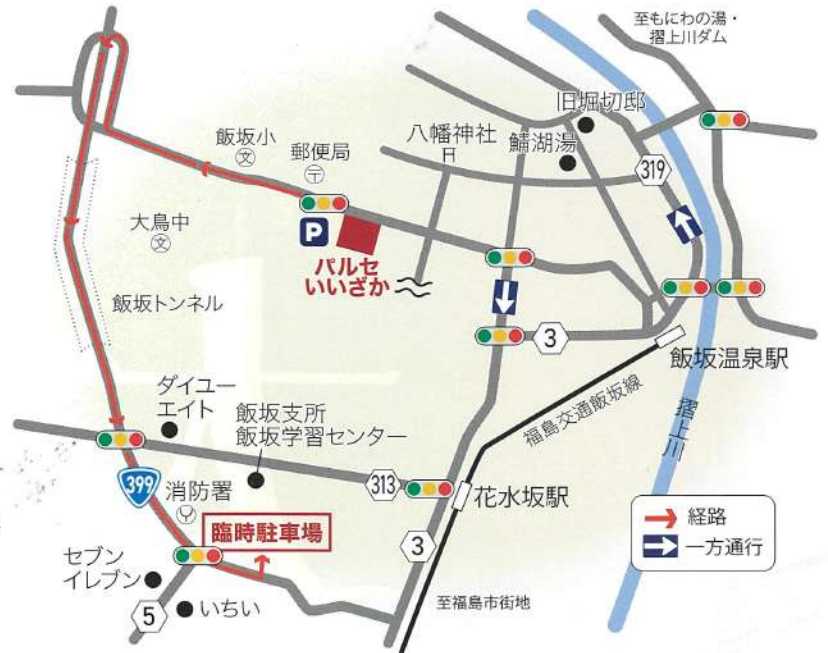 至もにわの湯・
摺上川ダム
旧堀切邸
八幡神社
鯖湖湯
319
飯坂小
文
郵便局
〒
P
パルセ
いいざか
大鳥中
文
飯坂トンネル
3
飯坂温泉駅
福島交通飯坂線
摺上川
ダイユー
エイト
飯坂支所
飯坂学習センター
313
花水坂駅
399
消防署
臨時駐車場
3
セブン
イレブン
5
いちい
至福島市街地
経路
一方通行